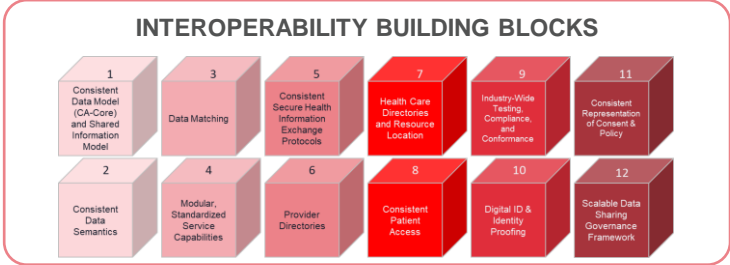 INTEROPERABILITY BUILDING BLOCKS
1
Consistent
Data Model
(CA-Core)
and Shared
Information
Model
3
Data Matching
5
Consistent
Secure Health
Information
Exchange
Protocols
7
Health Care
Directories
and Resource
Location
9
Industry-Wide
Testing,
Compliance,
and
Conformance
11
Consistent
Representation
of Consent &
Policy
2
Consistent
Data
Semantics
4
Modular,
Standardized
Service
Capabilities
6
Provider
Directories
8
Consistent
Patient
Access
10
Digital ID &
Identity
Proofing
12
Scalable Data
Sharing
Governance
Framework